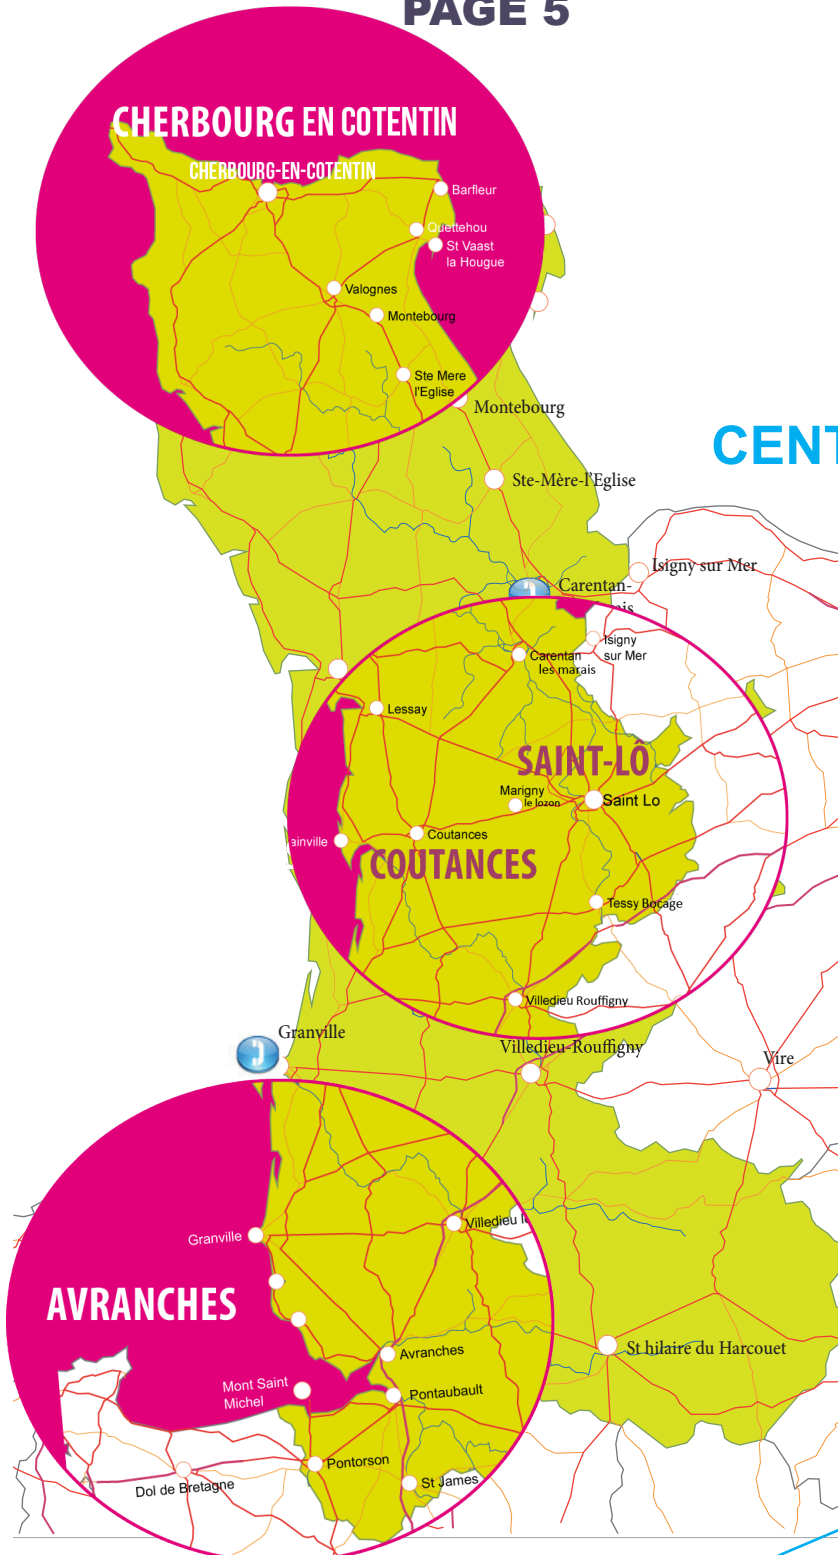 PAGE 5
CHERBOURG EN COTENTIN
CHERBOURG-EN-COTENTIN
Barfleur
Quettehou
St Vaast
la Hougue
Valognes
Montebourg
Ste Mere
l'Eglise
Montebourg
CENT
Ste-Mère-l'Eglise
Isigny sur Mer
Carentan-
ais
Isigny
sur Mer
Carentan
les marais
Lessay
SAINT-LÔ
Marigny
le lozon
Saint Lo
Coutances
ainville
COUTANCES
Tessy Bocage
Villedieu Rouffigny
Granville
Villedieu-Rouffigny
Vire
Villedieu l
Granville
AVRANCHES
Avranches
St hilaire du Harcouet
Mont Saint
Michel
Pontaubault
Pontorson
Dol de Bretagne
St James